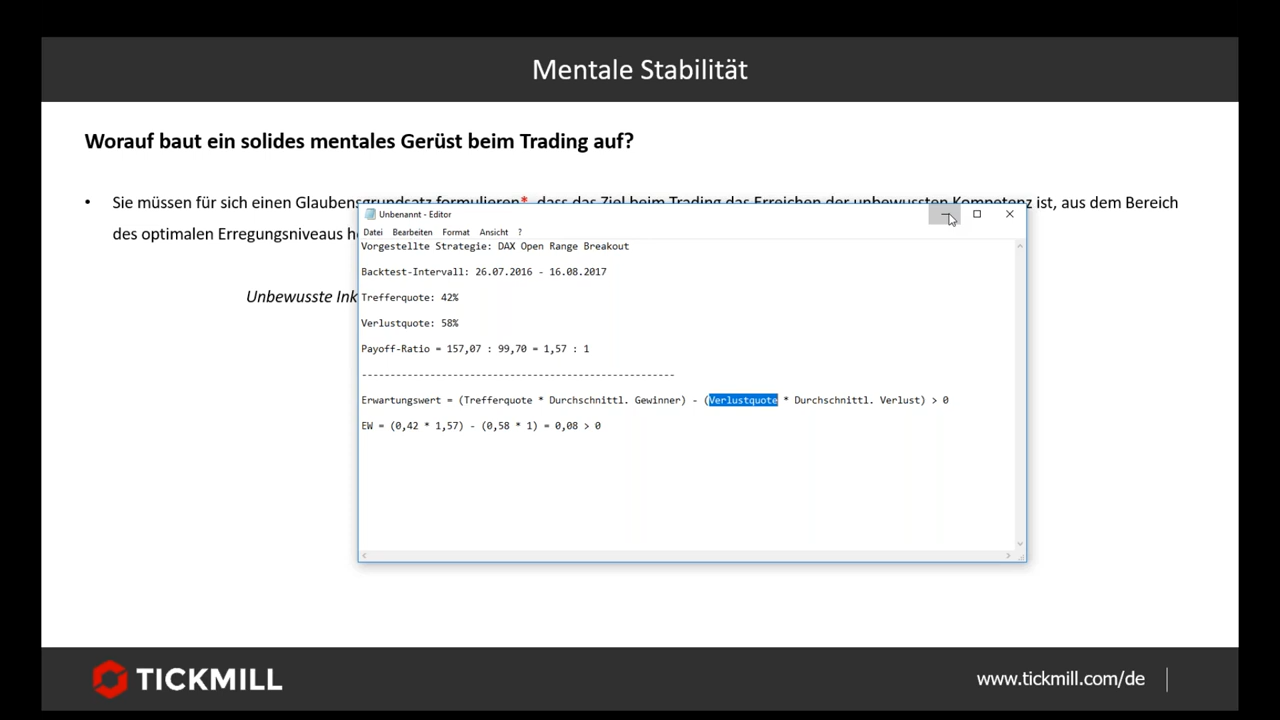 Mentale Stabilität
Worauf baut ein solides mentales Gerüst beim Trading auf?
• Sie müssen für sich einen Glaubensgrundsatz formulieren*, dass das Ziel beim Trading das Erreichen der unbewussten Kompetenz ist, aus dem Bereich
des optimalen Erregungsniveaus
Unbewusste
Unbenannt - Editor
Datei Bearbeiten Format Ansicht ?
Vorgestellte Strategie: DAX Open Range Breakout
Backtest-Intervall: 26.07.2016 - 16.08.2017
Trefferquote: 42%
Verlustquote: 58%
Payoff-Ratio = 157,07 : 99,70 = 1,57 : 1
-------------------------------------------------------
Erwartungswert = (Trefferquote * Durchschnittl. Gewinner) - (Verlustquote * Durchschnittl. Verlust) > 0
EW = (0,42 * 1,57) - (0,58 * 1) = 0,08 > 0
TICKMILL
www.tickmill.com/de